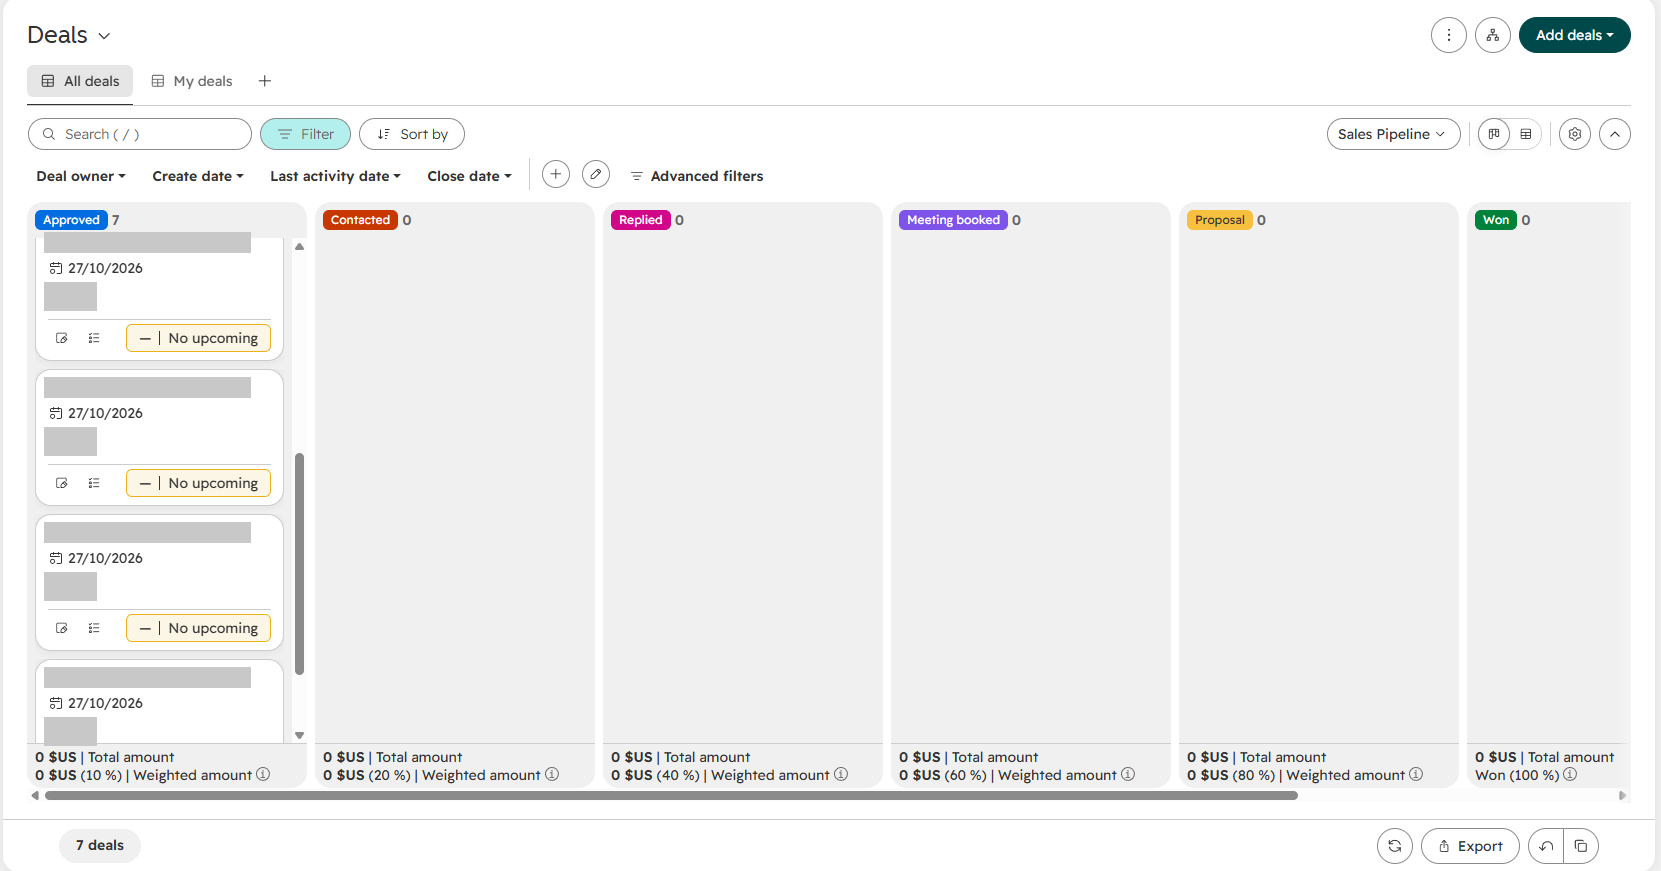 Deals
Add deals
All deals
My deals
Search ( / )
Filter
Sort by
Sales Pipeline
Deal owner
Create date
Last activity date
Close date
Advanced filters
Approved 7
Contacted 0
Replied 0
Meeting booked 0
Proposal 0
Won 0
27/10/2026
— | No upcoming
27/10/2026
— | No upcoming
27/10/2026
— | No upcoming
27/10/2026
0 $US | Total amount
0 $US (10 %) | Weighted amount
0 $US | Total amount
0 $US (20 %) | Weighted amount
0 $US | Total amount
0 $US (40 %) | Weighted amount
0 $US | Total amount
0 $US (60 %) | Weighted amount
0 $US | Total amount
0 $US (80 %) | Weighted amount
0 $US | Total amount
Won (100 %)
7 deals
Export